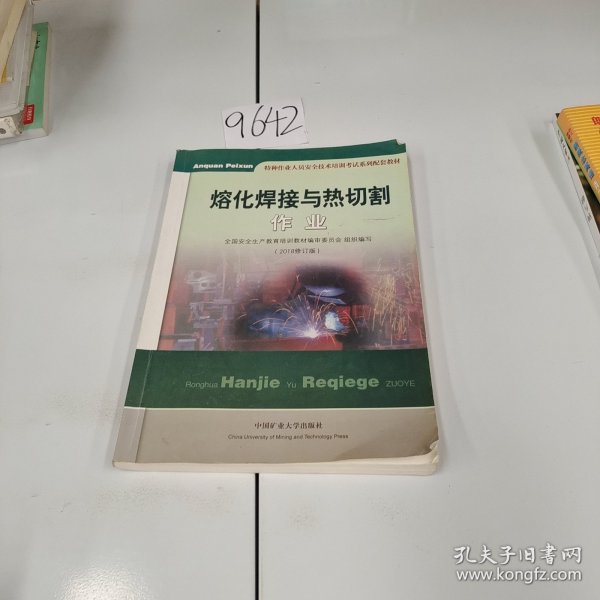 9642
Anquan Peixun
特种作业人员安全技术培训考试系列配套教材
熔化焊接与热切割
作业
全国安全生产教育培训教材编审委员会 组织编写
(2018修订版)
Ronghua Hanjie Yu Reqiege ZUOYE
中国矿业大学出版社
China University of Mining and Technology Press
孔夫子旧书网
www.kongfz.com